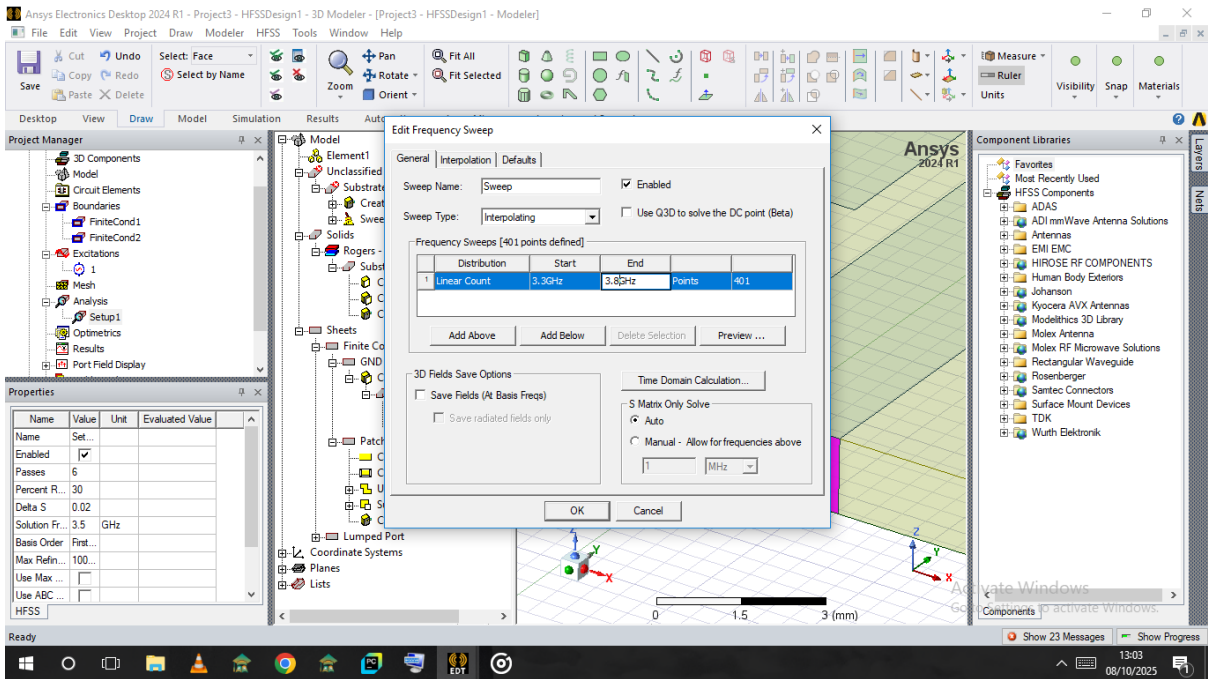 Ansys Electronics Desktop 2024 R1 - Project3 - HFSSDesign1 - 3D Modeler - [Project3 - HFSSDesign1 - Modeler]
File Edit View Project Draw Modeler HFSS Tools Window Help
Save
Cut
Copy
Paste
Undo
Redo
Delete
Select: Face
Select by Name
Zoom
Pan
Rotate
Orient
Fit All
Fit Selected
Measure
Ruler
Units
Visibility
Snap
Materials
Desktop View Draw Model Simulation Results
Project Manager
3D Components
Model
Circuit Elements
Boundaries
FiniteCond1
FiniteCond2
Excitations
1
Mesh
Analysis
Setup1
Optimetrics
Results
Port Field Display
Properties
Name Value Unit Evaluated Value
Name Set...
Enabled
Passes 6
Percent R... 30
Delta S 0.02
Solution Fr... 3.5 GHz
Basis Order First...
Max Refin... 100...
Use Max ...
Use ABC ...
HFSS
Model
Element1
Unclassified
Substrate
Creat
Swee
Solids
Rogers -
Subst
C
C
C
Sheets
Finite Co
GND
C
Patch
C
C
U
S
C
Lumped Port
Coordinate Systems
Planes
Lists
Edit Frequency Sweep
General Interpolation Defaults
Sweep Name: Sweep
Enabled
Sweep Type: Interpolating
Use Q3D to solve the DC point (Beta)
Frequency Sweeps [401 points defined]
Distribution Start End
1 Linear Count 3.3GHz 3.8GHz Points 401
Add Above Add Below Delete Selection Preview ...
3D Fields Save Options
Save Fields (At Basis Freqs)
Save radiated fields only
Time Domain Calculation...
S Matrix Only Solve
Auto
Manual - Allow for frequencies above
1 MHz
OK Cancel
Ansys
2024 R1
Z
Y
X
Z
Y
X
0 1.5 3 (mm)
Component Libraries
Favorites
Most Recently Used
HFSS Components
ADAS
ADI mmWave Antenna Solutions
Antennas
EMI EMC
HIROSE RF COMPONENTS
Human Body Exteriors
Johanson
Kyocera AVX Antennas
Modelithics 3D Library
Molex Antenna
Molex RF Microwave Solutions
Rectangular Waveguide
Rosenberger
Samtec Connectors
Surface Mount Devices
TDK
Wurth Elektronik
Components
Layers
Nets
Activate Windows
Go to Settings to activate Windows.
Ready
Show 23 Messages Show Progress
PC
EDT
13:03
08/10/2025
1